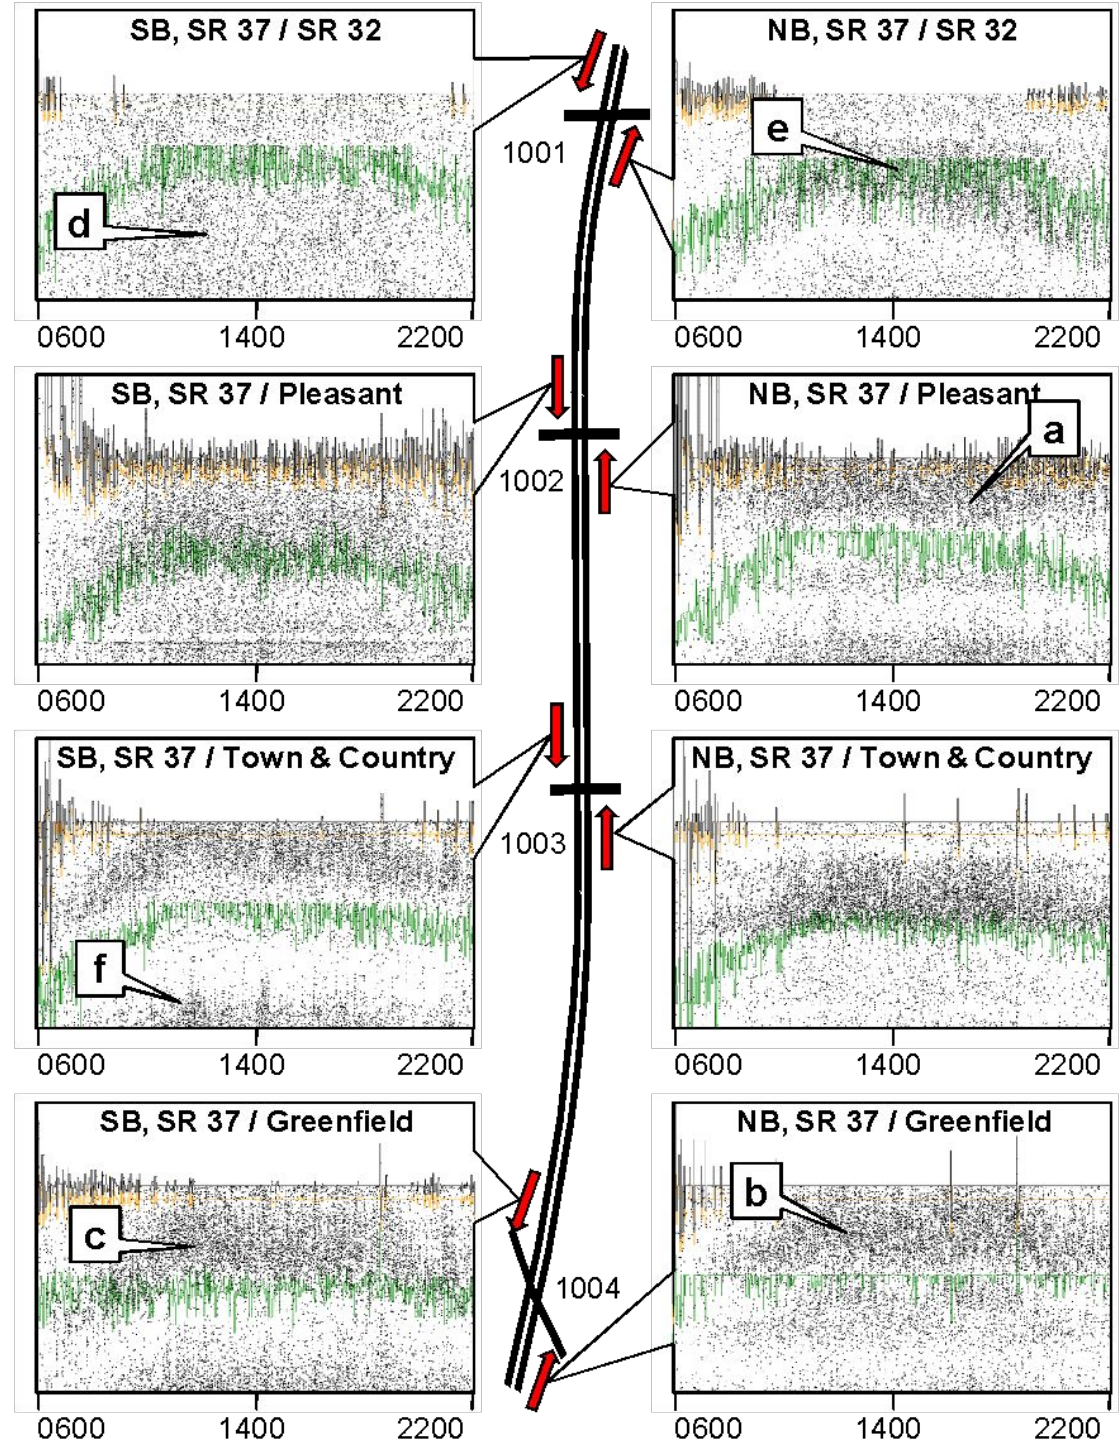 SB, SR 37 / SR 32
d
0600 1400 2200
NB, SR 37 / SR 32
e
0600 1400 2200
1001
SB, SR 37 / Pleasant
0600 1400 2200
NB, SR 37 / Pleasant
a
0600 1400 2200
1002
SB, SR 37 / Town & Country
f
0600 1400 2200
NB, SR 37 / Town & Country
0600 1400 2200
1003
SB, SR 37 / Greenfield
c
0600 1400 2200
NB, SR 37 / Greenfield
b
0600 1400 2200
1004